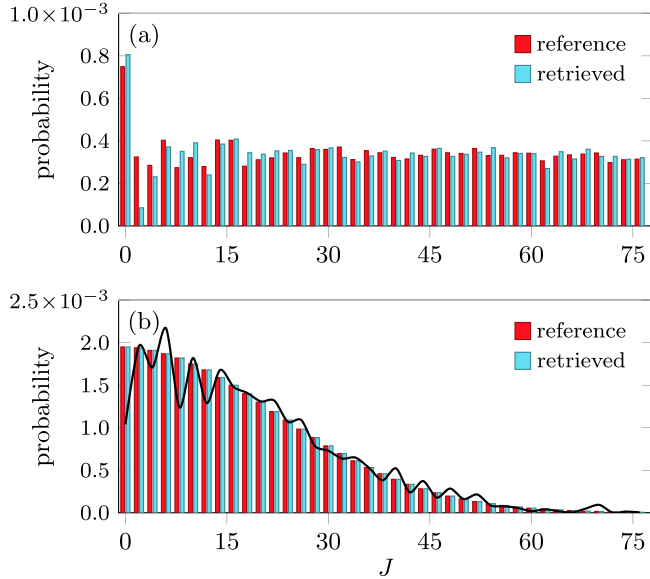 1.0×10⁻³
(a)
reference
retrieved
0.8
0.6
0.4
0.2
0.0
probability
0 15 30 45 60 75
2.5×10⁻³
(b)
reference
retrieved
2.0
1.5
1.0
0.5
0.0
probability
0 15 30 45 60 75
J